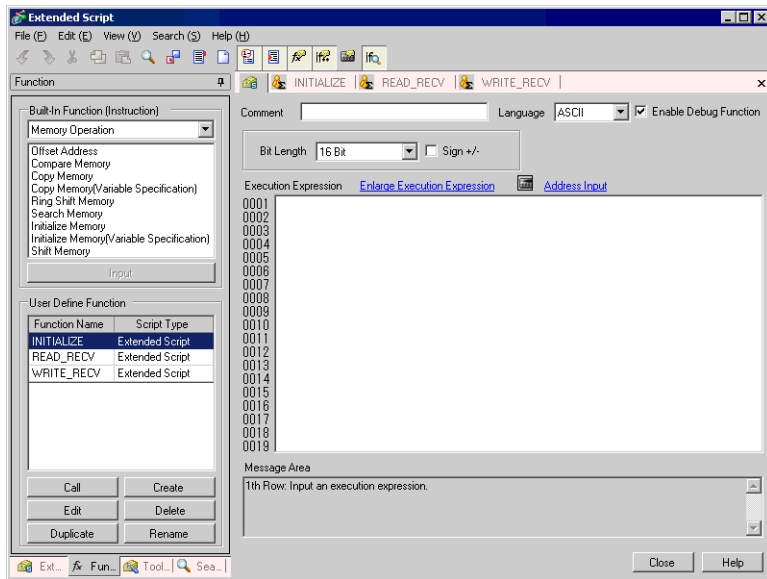 Extended Script
File (F) Edit (E) View (V) Search (S) Help (H)
Function
INITIALIZE READ_RECV WRITE_RECV
Built-In Function (Instruction)
Memory Operation
Offset Address
Compare Memory
Copy Memory
Copy Memory(Variable Specification)
Ring Shift Memory
Search Memory
Initialize Memory
Initialize Memory(Variable Specification)
Shift Memory
Input
User Define Function
Function Name Script Type
INITIALIZE Extended Script
READ_RECV Extended Script
WRITE_RECV Extended Script
Call Create
Edit Delete
Duplicate Rename
Ext... fx Fun... Tool... Sea...
Comment Language ASCII Enable Debug Function
Bit Length 16 Bit Sign +/-
Execution Expression Enlarge Execution Expression Address Input
0001
0002
0003
0004
0005
0006
0007
0008
0009
0010
0011
0012
0013
0014
0015
0016
0017
0018
0019
Message Area
1th Row: Input an execution expression.
Close Help